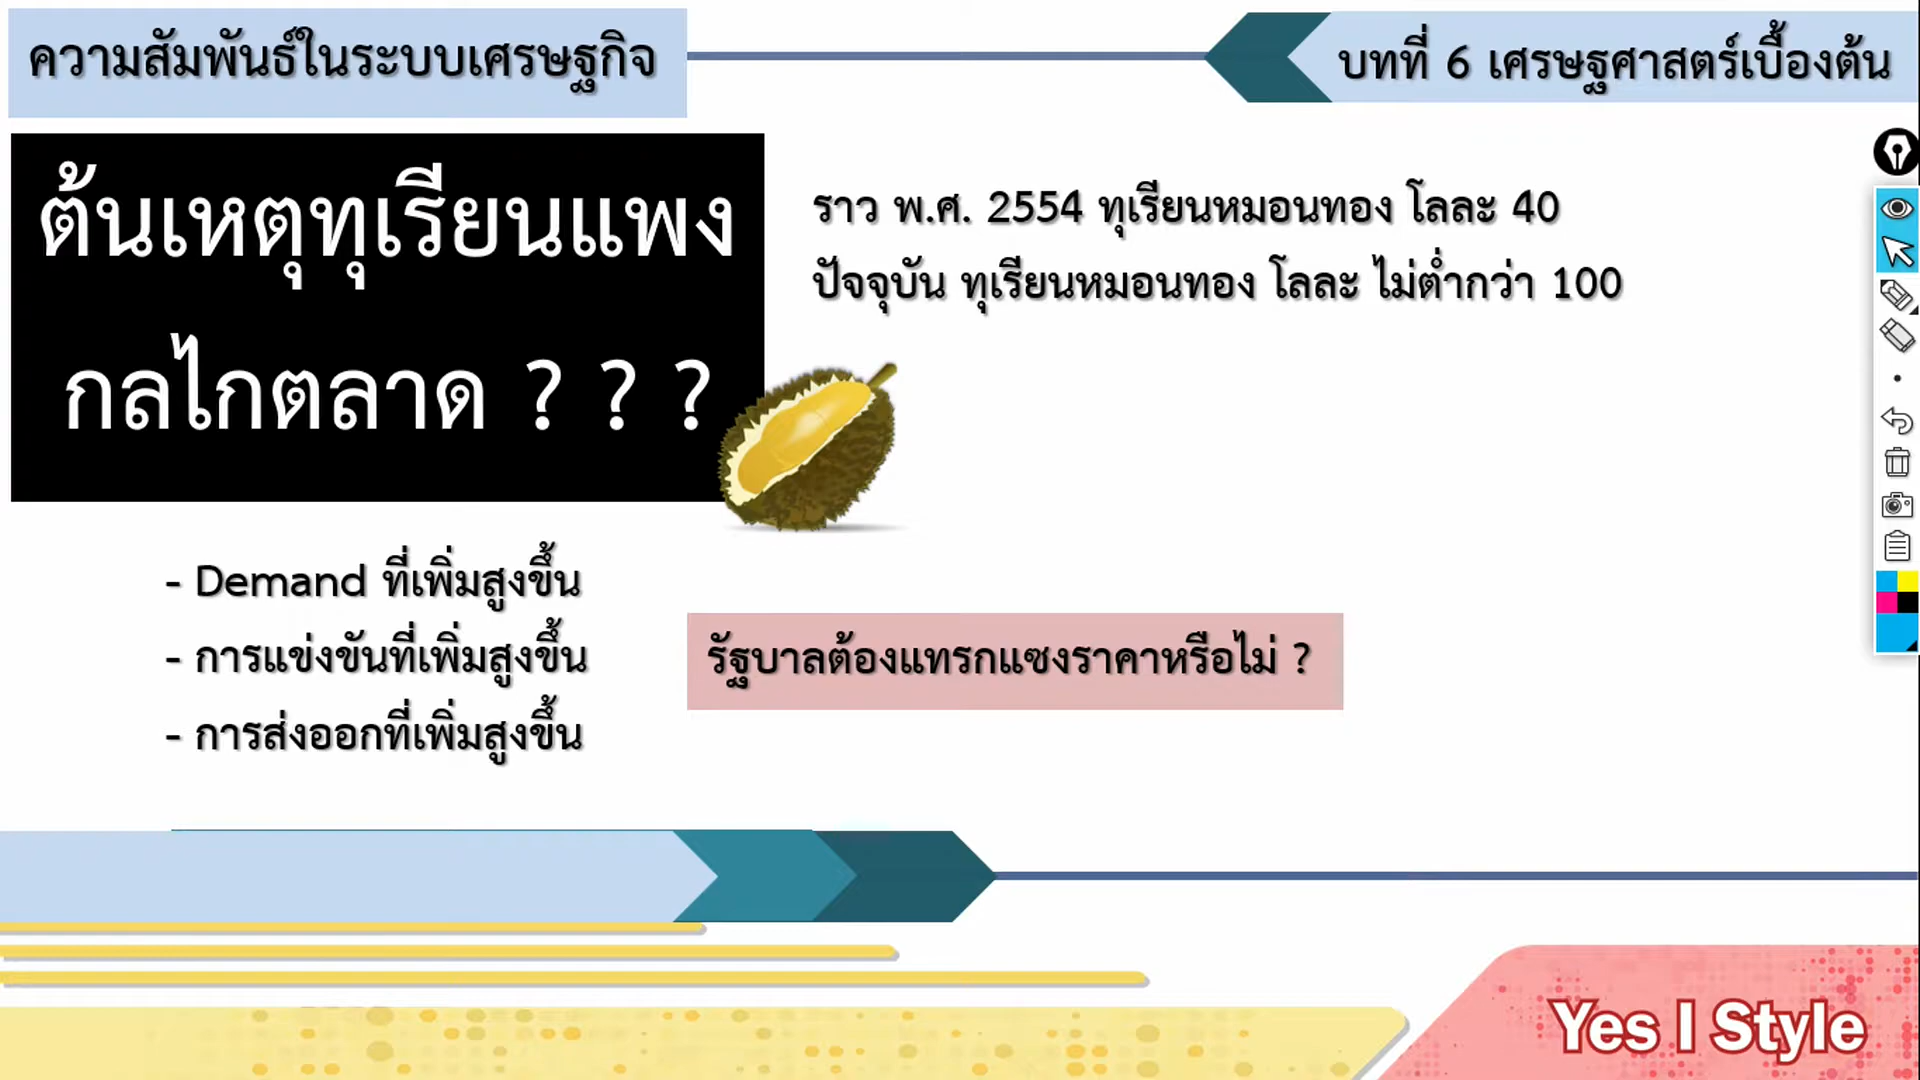 ความสัมพันธ์ในระบบเศรษฐกิจ
บทที่ 6 เศรษฐศาสตร์เบื้องต้น
ต้นเหตุทุเรียนแพง
กลไกตลาด ? ? ?
ราว พ.ศ. 2554 ทุเรียนหมอนทอง โลละ 40
ปัจจุบัน ทุเรียนหมอนทอง โลละ ไม่ต่ำกว่า 100
- Demand ที่เพิ่มสูงขึ้น
- การแข่งขันที่เพิ่มสูงขึ้น
- การส่งออกที่เพิ่มสูงขึ้น
รัฐบาลต้องแทรกแซงราคาหรือไม่ ?
Yes I Style